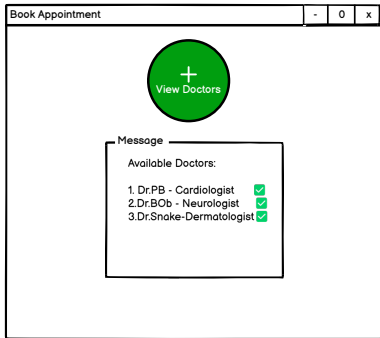 Book Appointment - 0 x
+
View Doctors
Message
Available Doctors:
1. Dr.PB - Cardiologist
2.Dr.BOb - Neurologist
3.Dr.Snake-Dermatologist